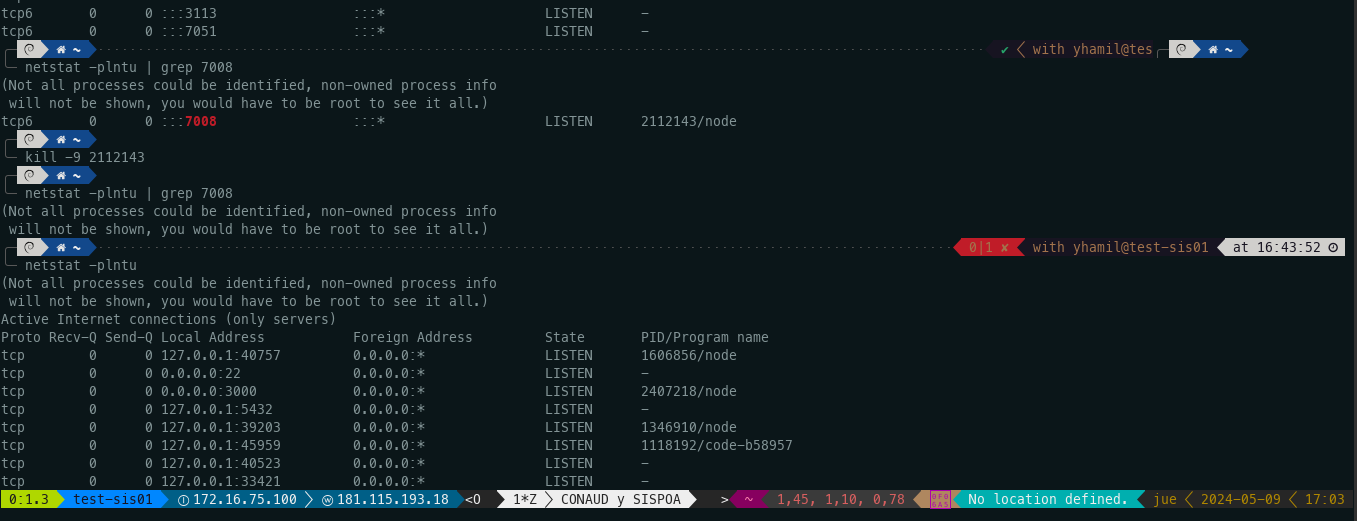 tcp6 0 0 :::3113 :::* LISTEN -
tcp6 0 0 :::7051 :::* LISTEN -
~ ✔ with yhamil@tes ~
netstat -plntu | grep 7008
(Not all processes could be identified, non-owned process info
will not be shown, you would have to be root to see it all.)
tcp6 0 0 :::7008 :::* LISTEN 2112143/node
~
kill -9 2112143
~
netstat -plntu | grep 7008
(Not all processes could be identified, non-owned process info
will not be shown, you would have to be root to see it all.)
~ 0|1 ✘ with yhamil@test-sis01 at 16:43:52
netstat -plntu
(Not all processes could be identified, non-owned process info
will not be shown, you would have to be root to see it all.)
Active Internet connections (only servers)
Proto Recv-Q Send-Q Local Address Foreign Address State PID/Program name
tcp 0 0 127.0.0.1:40757 0.0.0.0:* LISTEN 1606856/node
tcp 0 0 0.0.0.0:22 0.0.0.0:* LISTEN -
tcp 0 0 0.0.0.0:3000 0.0.0.0:* LISTEN 2407218/node
tcp 0 0 127.0.0.1:5432 0.0.0.0:* LISTEN -
tcp 0 0 127.0.0.1:39203 0.0.0.0:* LISTEN 1346910/node
tcp 0 0 127.0.0.1:45959 0.0.0.0:* LISTEN 1118192/code-b58957
tcp 0 0 127.0.0.1:40523 0.0.0.0:* LISTEN -
tcp 0 0 127.0.0.1:33421 0.0.0.0:* LISTEN -
0:1.3 test-sis01 Ⓛ 172.16.75.100 ⓦ 181.115.193.18 <0 1*Z CONAUD y SISPOA > ~ 1,45, 1,10, 0,78 No location defined. jue 2024-05-09 17:03